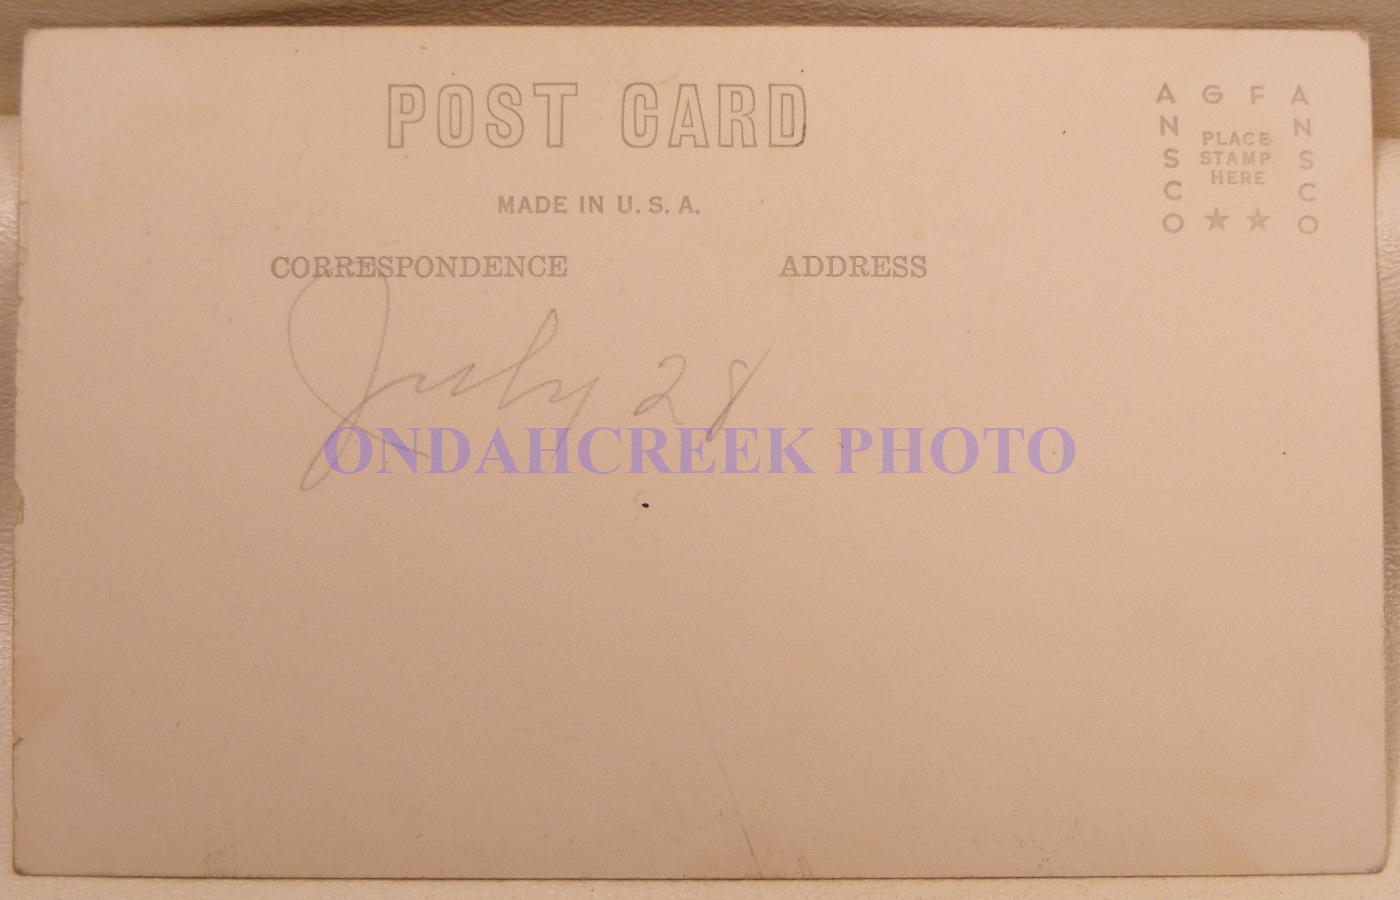 POST CARD
MADE IN U.S.A.
CORRESPONDENCE
ADDRESS
A G F A
N N
S S
C C
O O
PLACE
STAMP
HERE
July 28
ONDAHCREEK PHOTO